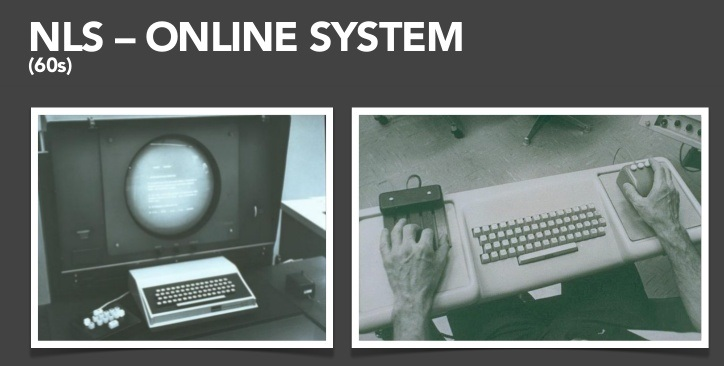 NLS – ONLINE SYSTEM
(60s)